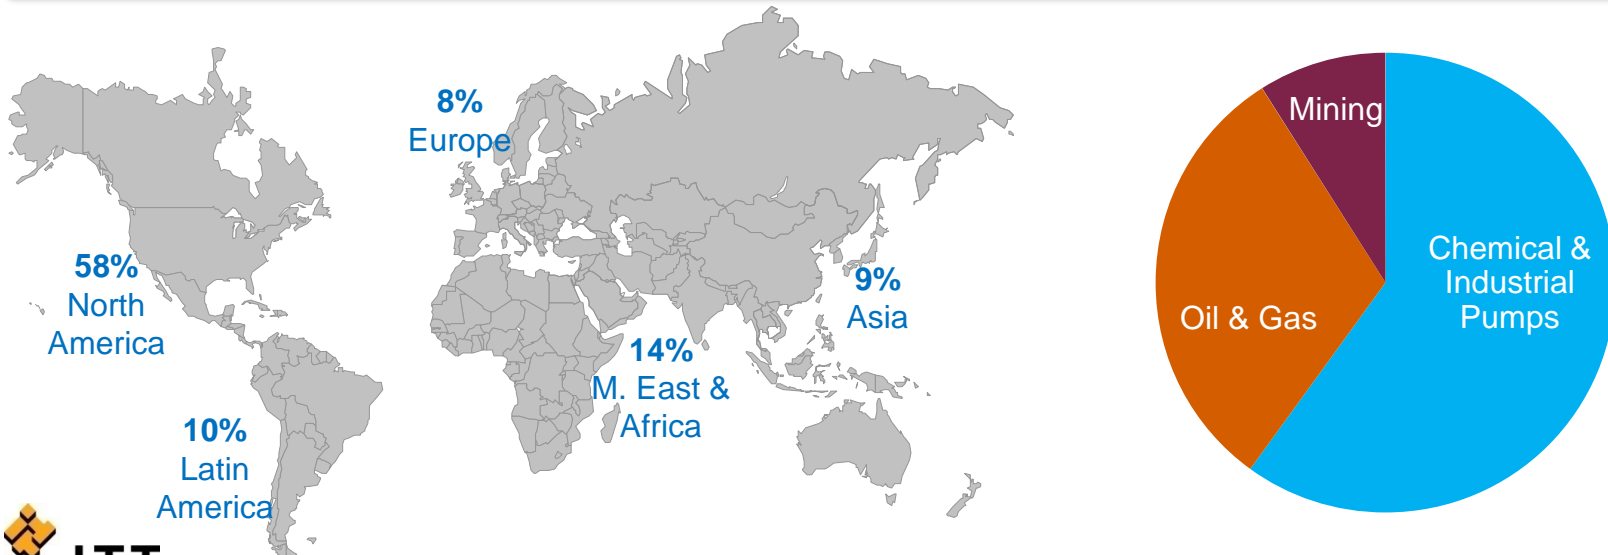 8%
Europe
58%
North
America
9%
Asia
14%
M. East &
Africa
10%
Latin
America
ITT
Mining
Oil & Gas
Chemical &
Industrial
Pumps